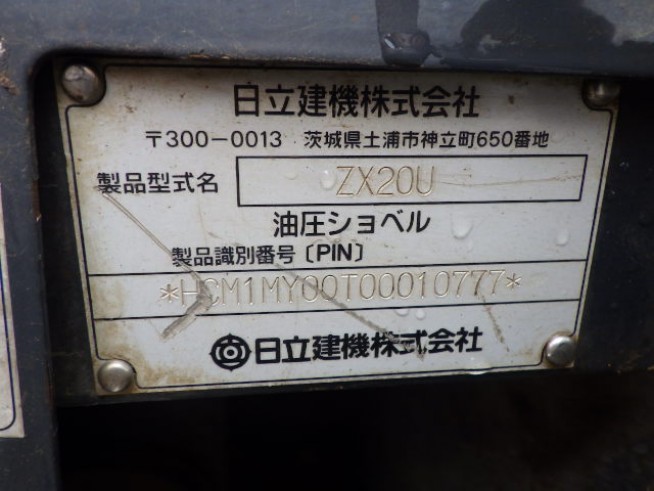 日立建機株式会社
〒300-0013 茨城県土浦市神立町650番地
製品型式名 ZX20U
油圧ショベル
製品識別番号〔PIN〕
*HCM1MY00T00010777*
日立建機株式会社